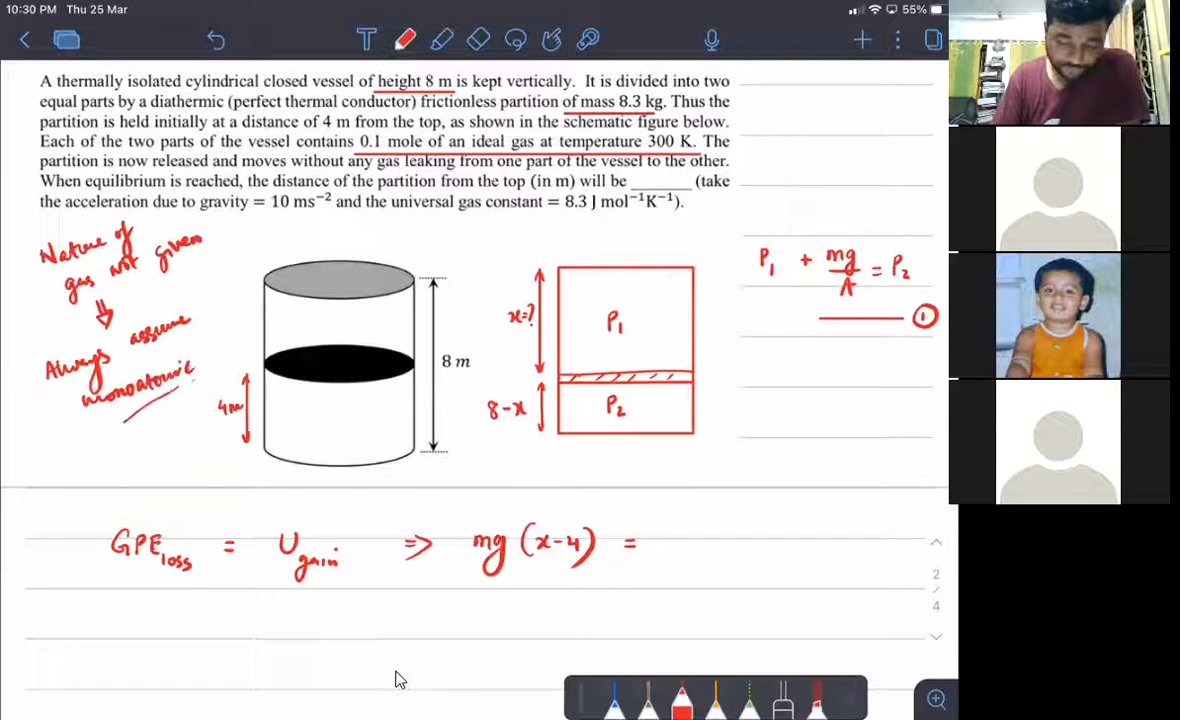 10:30 PM Thu 25 Mar
55%
A thermally isolated cylindrical closed vessel of height 8 m is kept vertically. It is divided into two
equal parts by a diathermic (perfect thermal conductor) frictionless partition of mass 8.3 kg. Thus the
partition is held initially at a distance of 4 m from the top, as shown in the schematic figure below.
Each of the two parts of the vessel contains 0.1 mole of an ideal gas at temperature 300 K. The
partition is now released and moves without any gas leaking from one part of the vessel to the other.
When equilibrium is reached, the distance of the partition from the top (in m) will be ______ (take
the acceleration due to gravity = 10 ms⁻² and the universal gas constant = 8.3 J mol⁻¹K⁻¹).
Nature of
gas not given
⇓
Always assume
monoatomic
4m
8 m
x=?
P₁
8-x
P₂
P₁ + mg/A = P₂
——— ①
GPE loss = U gain ⇒ mg (x-4) =
2
/
4